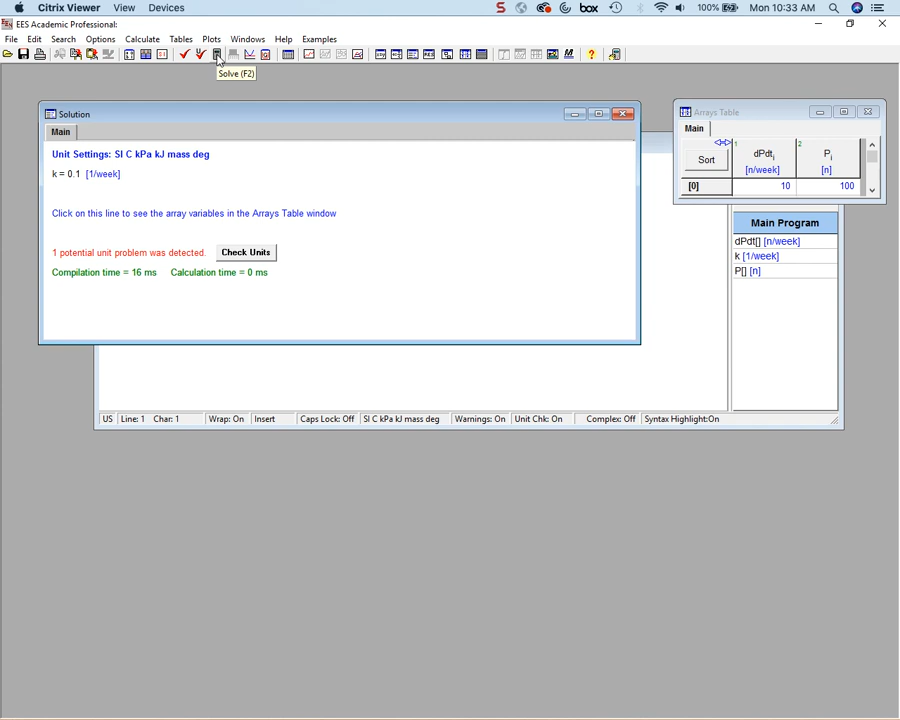 Citrix Viewer View Devices
S box 100% Mon 10:33 AM
EES Academic Professional:
File Edit Search Options Calculate Tables Plots Windows Help Examples
Solve (F2)
Solution
Main
Unit Settings: SI C kPa kJ mass deg
k = 0.1 [1/week]
Click on this line to see the array variables in the Arrays Table window
1 potential unit problem was detected. Check Units
Compilation time = 16 ms Calculation time = 0 ms
Arrays Table
Main
Sort
1 dPdti [n/week]
2 Pi [n]
[0] 10 100
Main Program
dPdt[] [n/week]
k [1/week]
P[] [n]
US Line: 1 Char: 1 Wrap: On Insert Caps Lock: Off SI C kPa kJ mass deg Warnings: On Unit Chk: On Complex: Off Syntax Highlight:On